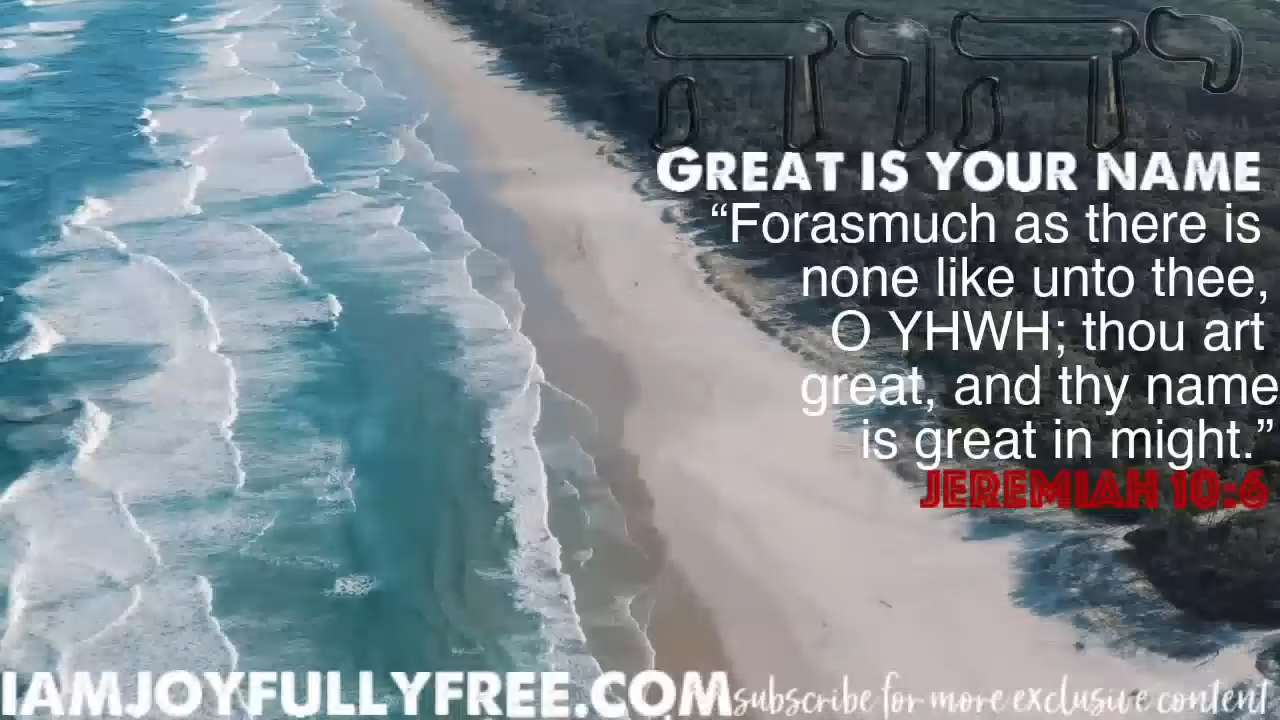 יהוה
GREAT IS YOUR NAME
“Forasmuch as there is
none like unto thee,
O YHWH; thou art
great, and thy name
is great in might.”
JEREMIAH 10:6
IAMJOYFULLYFREE.COM subscribe for more exclusive content